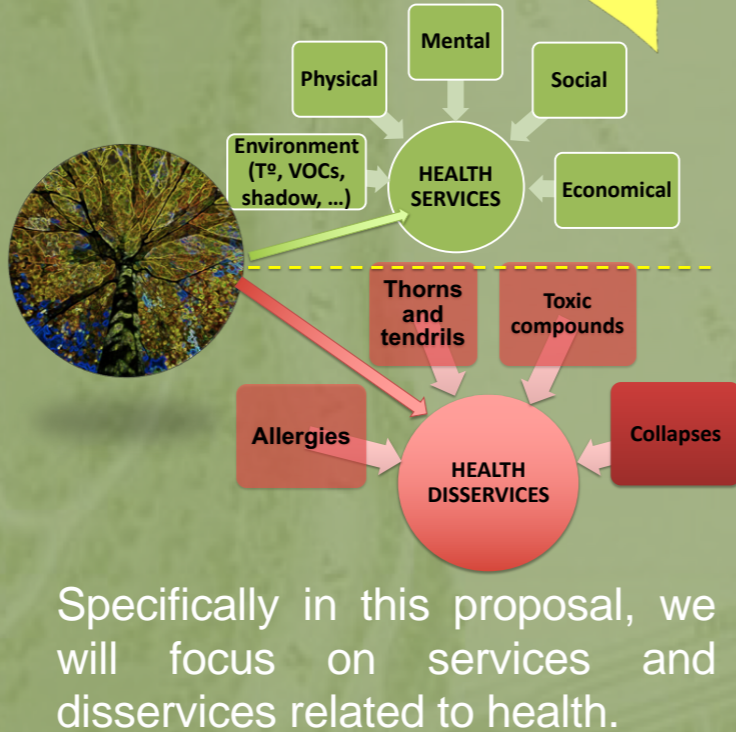 Mental
Physical
Social
Environment
(Tº, VOCs,
shadow, ...)
HEALTH
SERVICES
Economical
Thorns
and
tendrils
Toxic
compounds
Allergies
Collapses
HEALTH
DISSERVICES
Specifically in this proposal, we
will focus on services and
disservices related to health.